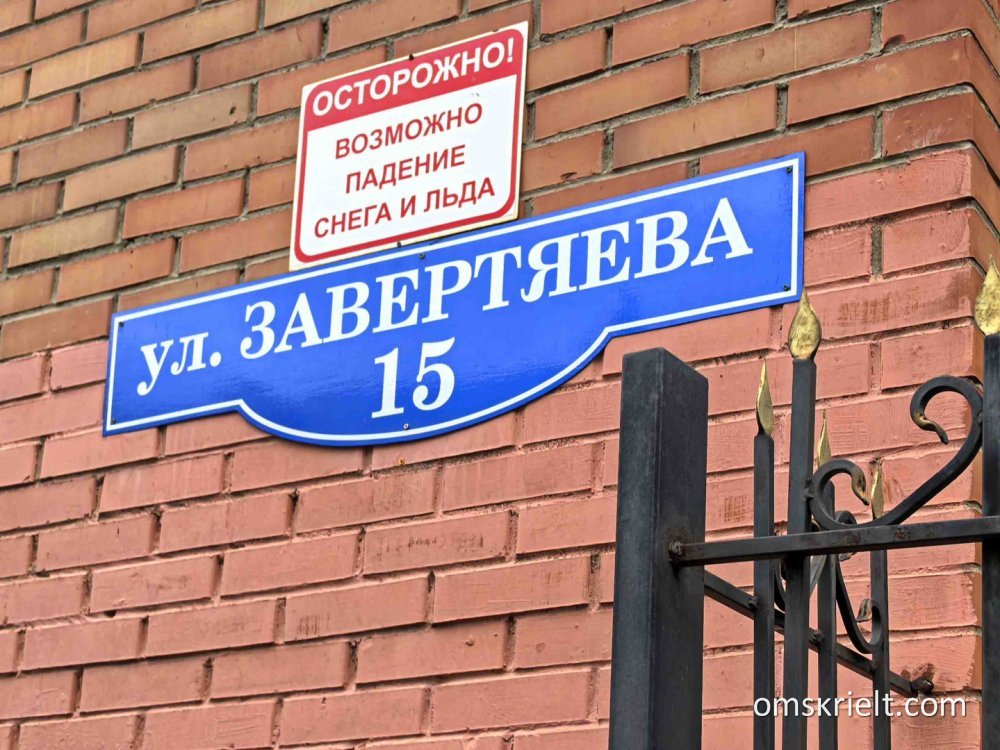 ОСТОРОЖНО!
ВОЗМОЖНО
ПАДЕНИЕ
СНЕГА И ЛЬДА
ул. ЗАВЕРТЯЕВА
15
omskrielt.com